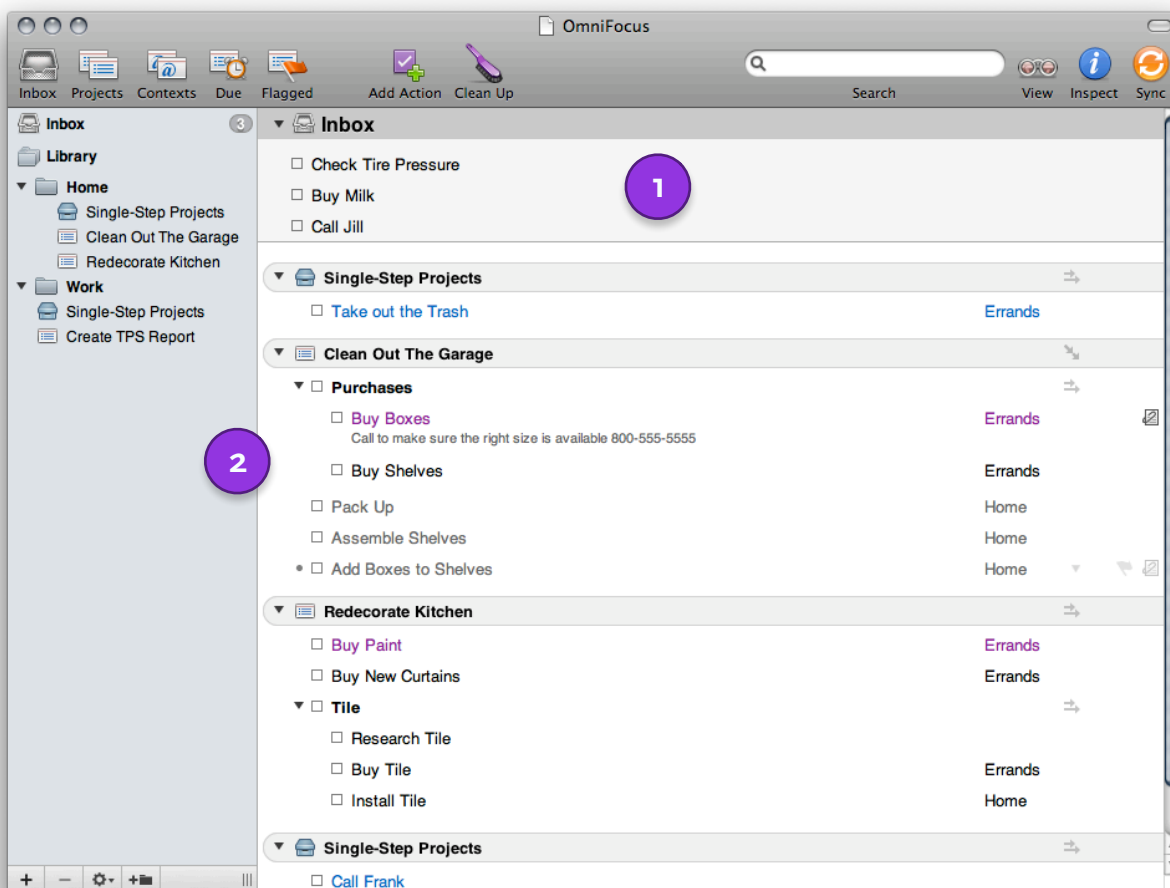 OmniFocus
Inbox Projects Contexts Due Flagged Add Action Clean Up Search View Inspect Sync
Inbox 3
Library
Home
Single-Step Projects
Clean Out The Garage
Redecorate Kitchen
Work
Single-Step Projects
Create TPS Report
Inbox
Check Tire Pressure
Buy Milk
Call Jill
1
Single-Step Projects
Take out the Trash Errands
Clean Out The Garage
Purchases
Buy Boxes Errands
Call to make sure the right size is available 800-555-5555
2
Buy Shelves Errands
Pack Up Home
Assemble Shelves Home
Add Boxes to Shelves Home
Redecorate Kitchen
Buy Paint Errands
Buy New Curtains Errands
Tile
Research Tile
Buy Tile Errands
Install Tile Home
Single-Step Projects
Call Frank